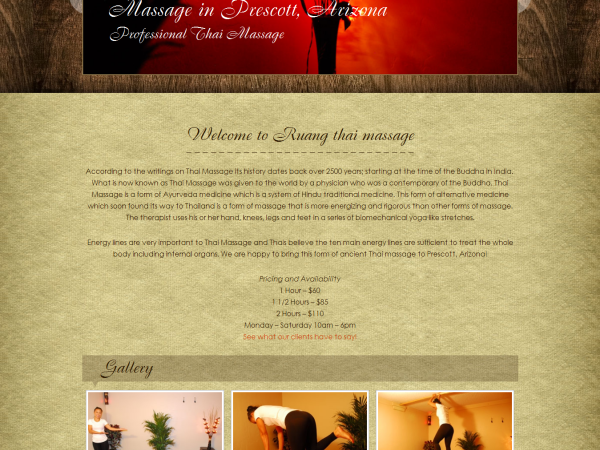 Massage in Prescott, Arizona
Professional Thai Massage
Welcome to Ruang thai massage
According to the writings on Thai Massage its history dates back over 2500 years; starting at the time of the Buddha in India.
What is now known as Thai Massage was given to the world by a physician who was a contemporary of the Buddha. Thai
Massage is a form of Ayurveda medicine which is a system of Hindu traditional medicine. This form of alternative medicine
which soon found its way to Thailand is a form of massage that is more energizing and rigorous than other forms of massage.
The therapist uses his or her hand, knees, legs and feet in a series of biomechanical yoga like stretches.
Energy lines are very important to Thai Massage and Thais believe the ten main energy lines are sufficient to treat the whole
body including internal organs. We are happy to bring this form of ancient Thai massage to Prescott, Arizona!
Pricing and Availability
1 Hour – $60
1 1/2 Hours – $85
2 Hours – $110
Monday – Saturday 10am – 6pm
See what our clients have to say!
Gallery